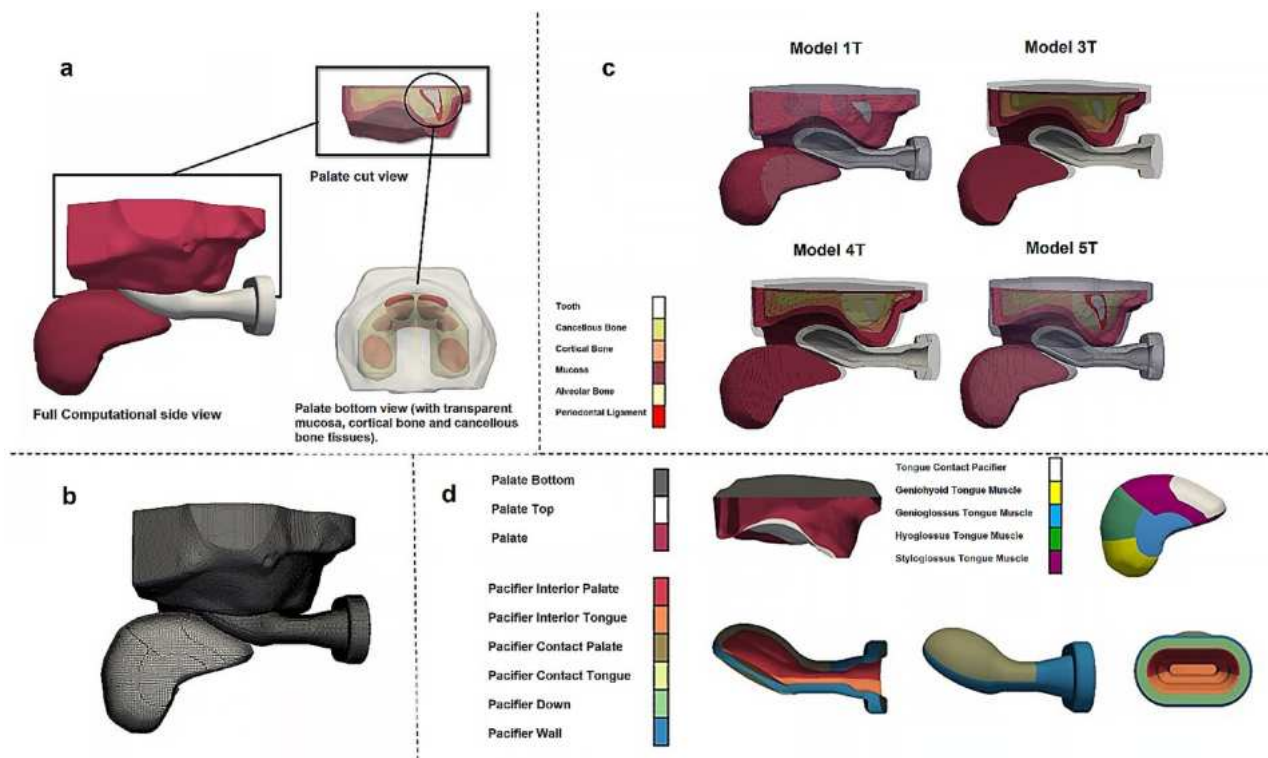 a
Palate cut view
Full Computational side view
Palate bottom view (with transparent
mucosa, cortical bone and cancellous
bone tissues).
c
Model 1T
Model 3T
Model 4T
Model 5T
Tooth
Cancellous Bone
Cortical Bone
Mucosa
Alveolar Bone
Periodontal Ligament
b
d
Palate Bottom
Palate Top
Palate
Pacifier Interior Palate
Pacifier Interior Tongue
Pacifier Contact Palate
Pacifier Contact Tongue
Pacifier Down
Pacifier Wall
Tongue Contact Pacifier
Geniohyoid Tongue Muscle
Genioglossus Tongue Muscle
Hyoglossus Tongue Muscle
Styloglossus Tongue Muscle